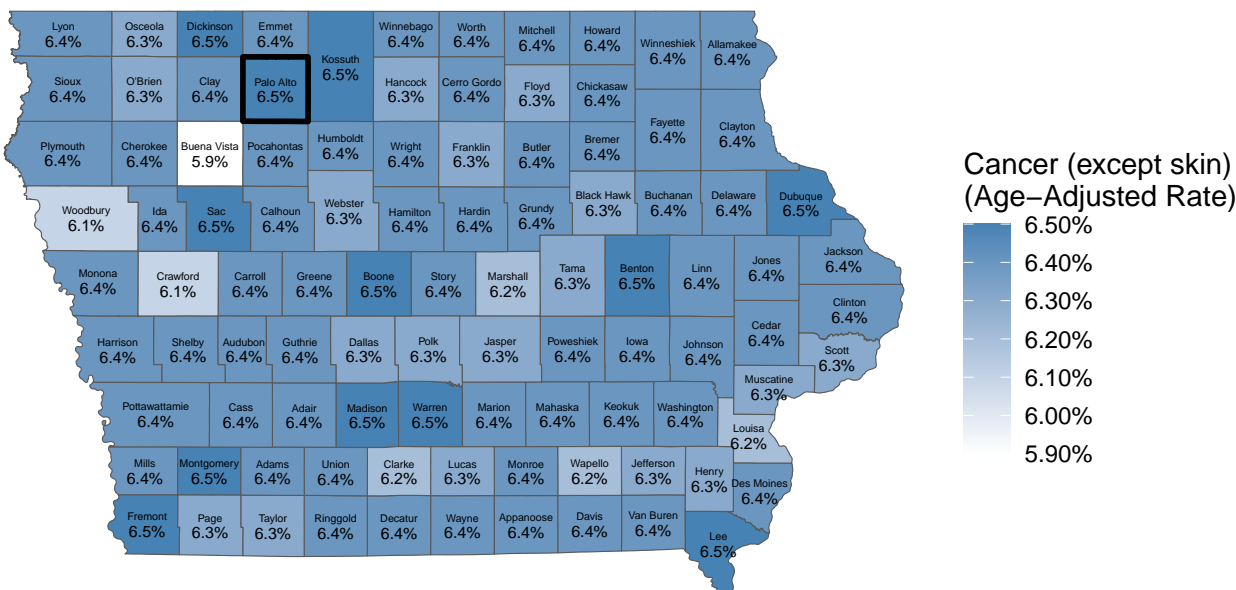 Lyon
6.4%
Osceola
6.3%
Dickinson
6.5%
Emmet
6.4%
Kossuth
6.5%
Winnebago
6.4%
Worth
6.4%
Mitchell
6.4%
Howard
6.4%
Winneshiek
6.4%
Allamakee
6.4%
Sioux
6.4%
O'Brien
6.3%
Clay
6.4%
Palo Alto
6.5%
Hancock
6.3%
Cerro Gordo
6.4%
Floyd
6.3%
Chickasaw
6.4%
Fayette
6.4%
Clayton
6.4%
Plymouth
6.4%
Cherokee
6.4%
Buena Vista
5.9%
Pocahontas
6.4%
Humboldt
6.4%
Wright
6.4%
Franklin
6.3%
Butler
6.4%
Bremer
6.4%
Woodbury
6.1%
Ida
6.4%
Sac
6.5%
Calhoun
6.4%
Webster
6.3%
Hamilton
6.4%
Hardin
6.4%
Grundy
6.4%
Black Hawk
6.3%
Buchanan
6.4%
Delaware
6.4%
Dubuque
6.5%
Monona
6.4%
Crawford
6.1%
Carroll
6.4%
Greene
6.4%
Boone
6.5%
Story
6.4%
Marshall
6.2%
Tama
6.3%
Benton
6.5%
Linn
6.4%
Jones
6.4%
Jackson
6.4%
Clinton
6.4%
Harrison
6.4%
Shelby
6.4%
Audubon
6.4%
Guthrie
6.4%
Dallas
6.3%
Polk
6.3%
Jasper
6.3%
Poweshiek
6.4%
Iowa
6.4%
Johnson
6.4%
Cedar
6.4%
Scott
6.3%
Muscatine
6.3%
Pottawattamie
6.4%
Cass
6.4%
Adair
6.4%
Madison
6.5%
Warren
6.5%
Marion
6.4%
Mahaska
6.4%
Keokuk
6.4%
Washington
6.4%
Louisa
6.2%
Mills
6.4%
Montgomery
6.5%
Adams
6.4%
Union
6.4%
Clarke
6.2%
Lucas
6.3%
Monroe
6.4%
Wapello
6.2%
Jefferson
6.3%
Henry
6.3%
Des Moines
6.4%
Fremont
6.5%
Page
6.3%
Taylor
6.3%
Ringgold
6.4%
Decatur
6.4%
Wayne
6.4%
Appanoose
6.4%
Davis
6.4%
Van Buren
6.4%
Lee
6.5%
Cancer (except skin)
(Age−Adjusted Rate)
6.50%
6.40%
6.30%
6.20%
6.10%
6.00%
5.90%